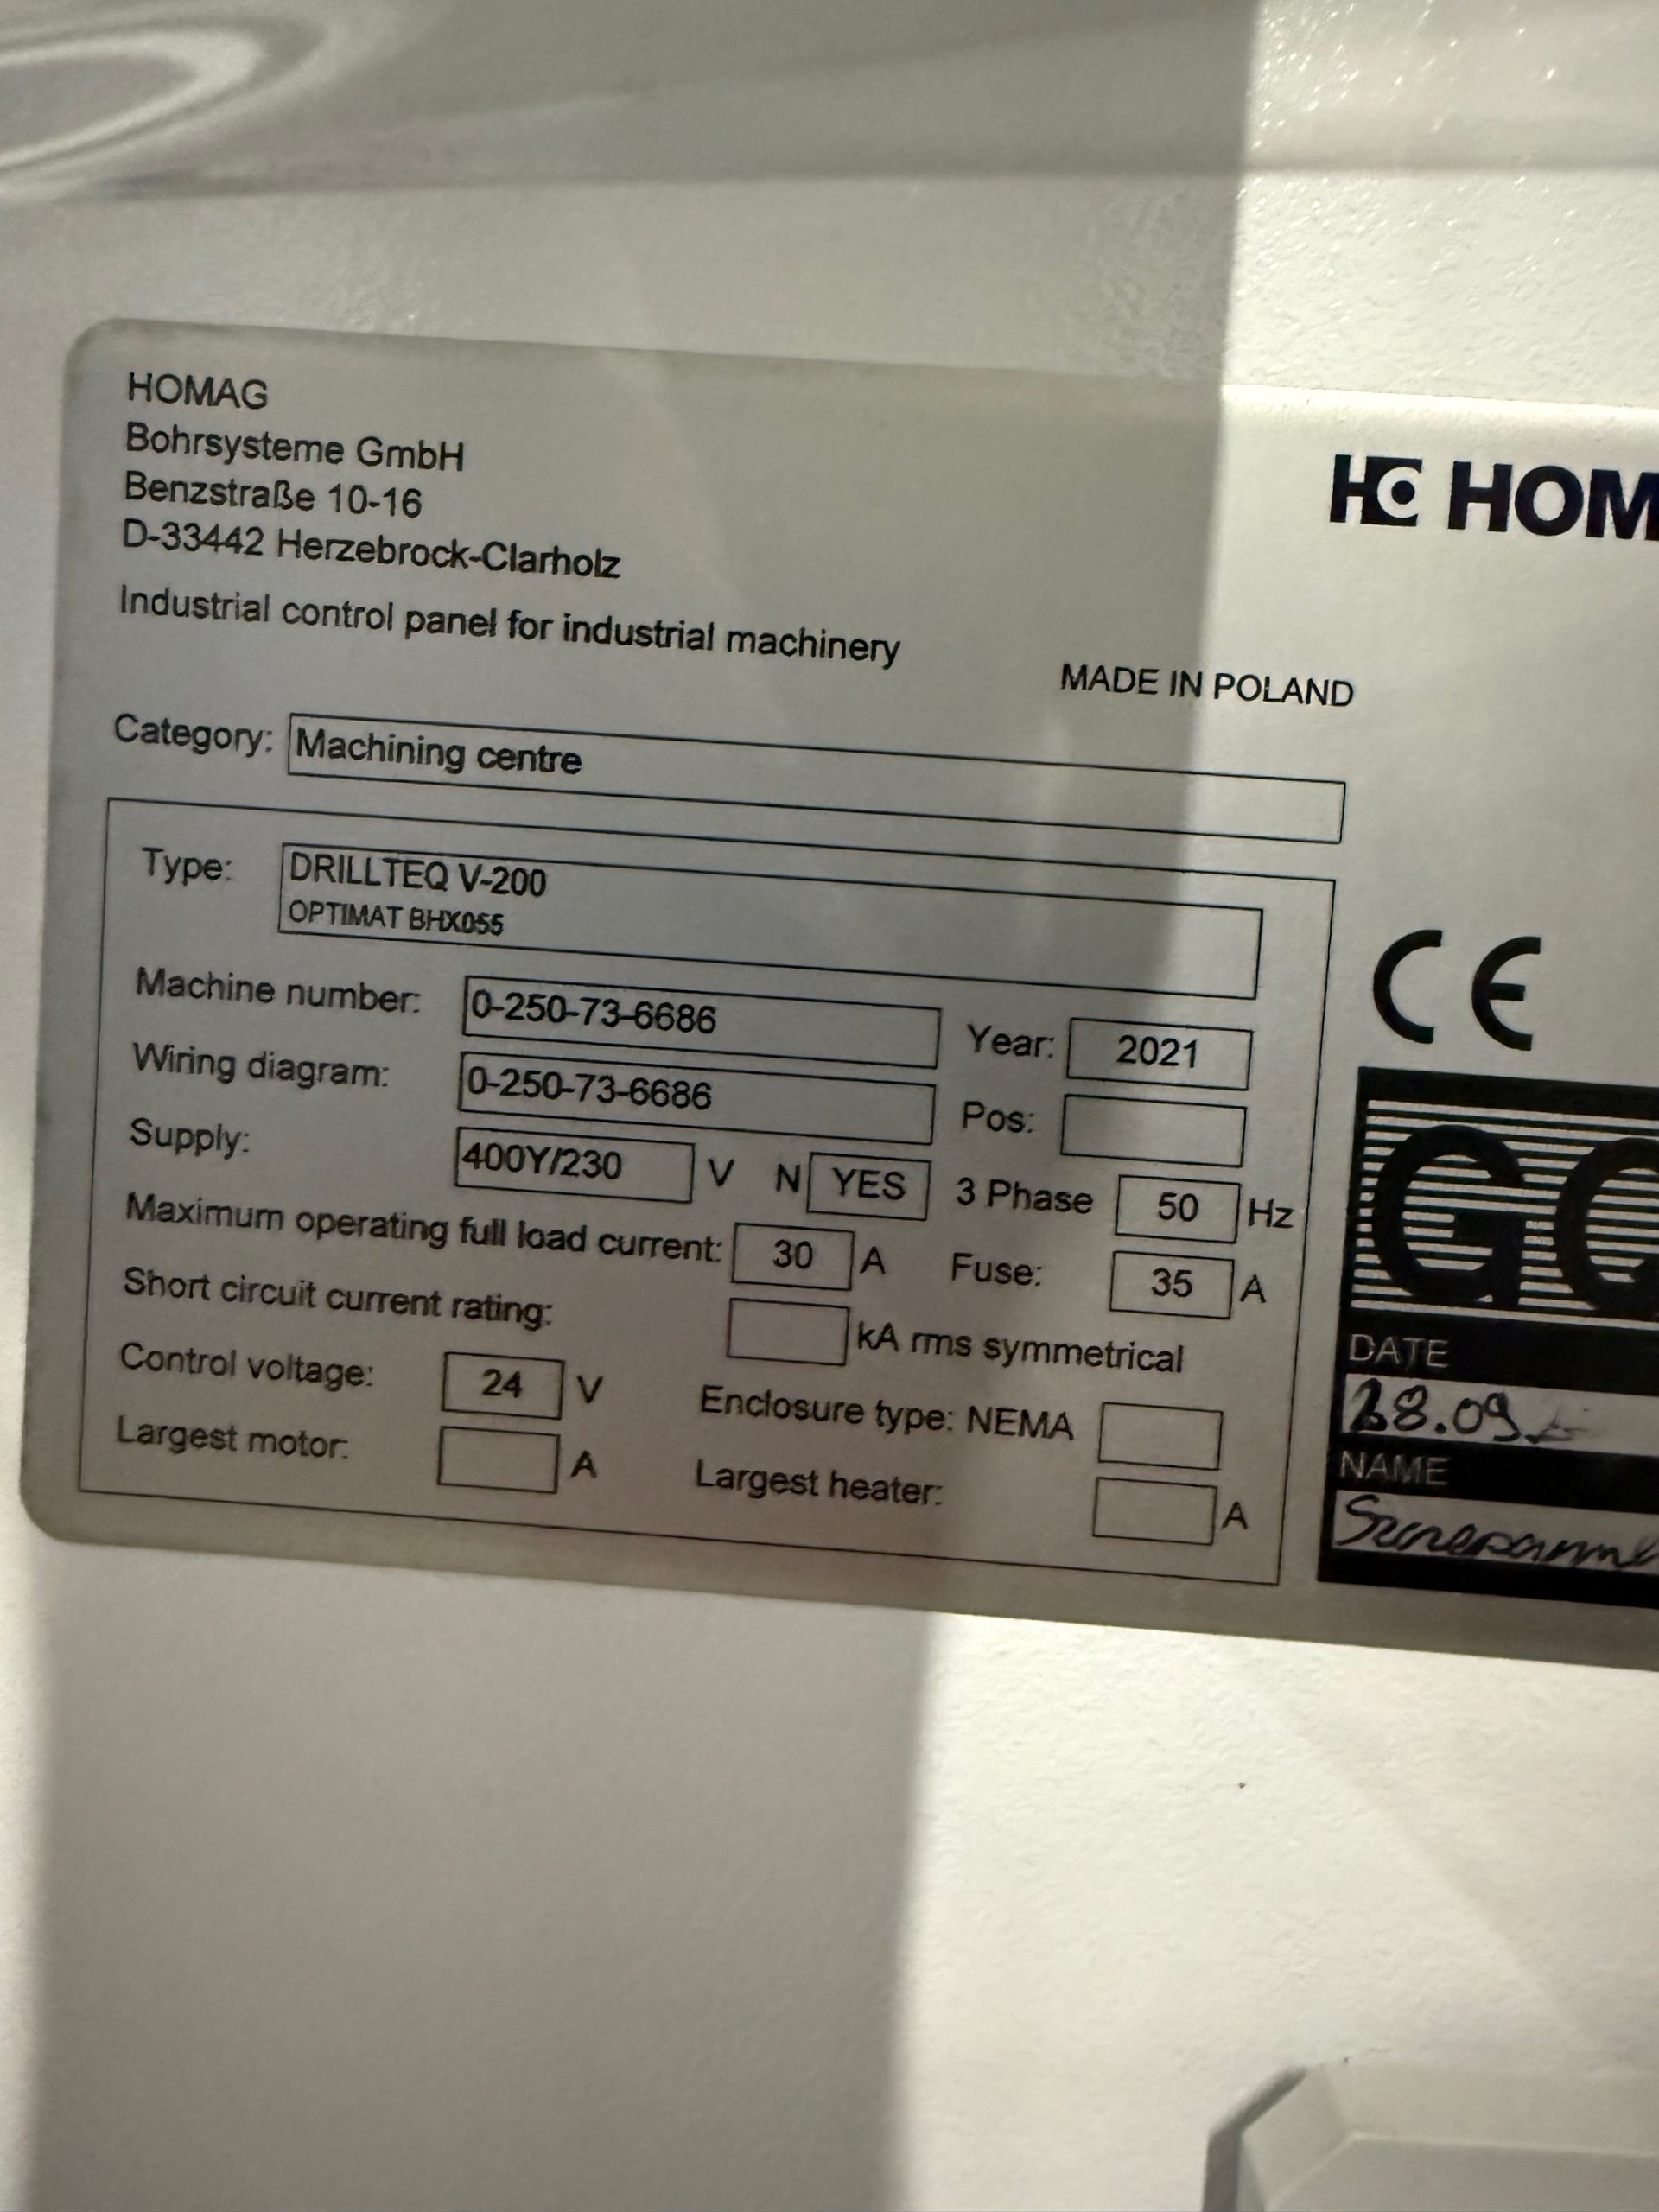 HOMAG
Bohrsysteme GmbH
Benzstraße 10-16
D-33442 Herzebrock-Clarholz
HOM
Industrial control panel for industrial machinery
MADE IN POLAND
Category: Machining centre
Type: DRILLTEQ V-200
OPTIMAT BHX055
CE
Machine number: 0-250-73-6686 Year: 2021
Wiring diagram: 0-250-73-6686 Pos:
Supply: 400Y/230 V N YES 3 Phase 50 Hz
Maximum operating full load current: 30 A Fuse: 35 A
Short circuit current rating: kA rms symmetrical
Control voltage: 24 V Enclosure type: NEMA
Largest motor: A Largest heater: A
DATE
28.09.
NAME